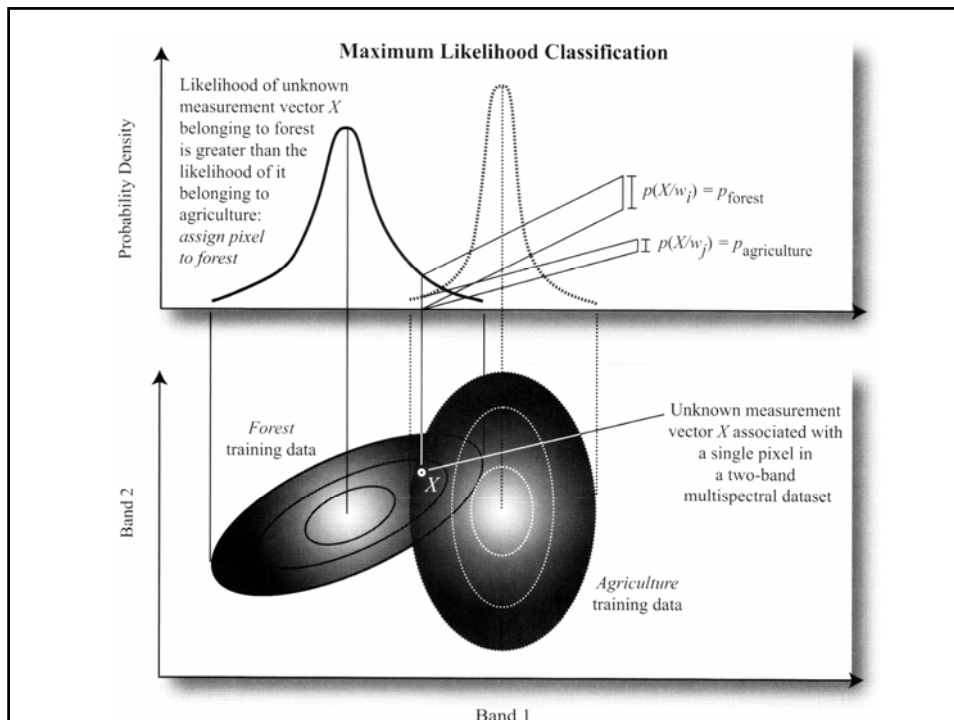 Maximum Likelihood Classification
Probability Density
Likelihood of unknown
measurement vector X
belonging to forest
is greater than the
likelihood of it
belonging to
agriculture:
assign pixel
to forest
p(X/wᵢ) = p forest
p(X/wⱼ) = p agriculture
Band 2
Forest
training data
X
Unknown measurement
vector X associated with
a single pixel in
a two-band
multispectral dataset
Agriculture
training data
Band 1